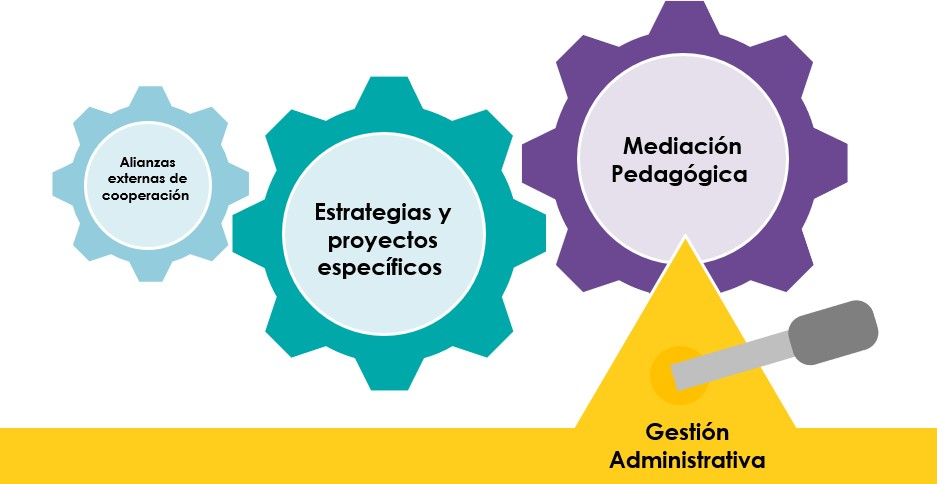 Alianzas
externas de
cooperación
Estrategias y
proyectos
específicos
Mediación
Pedagógica
Gestión
Administrativa